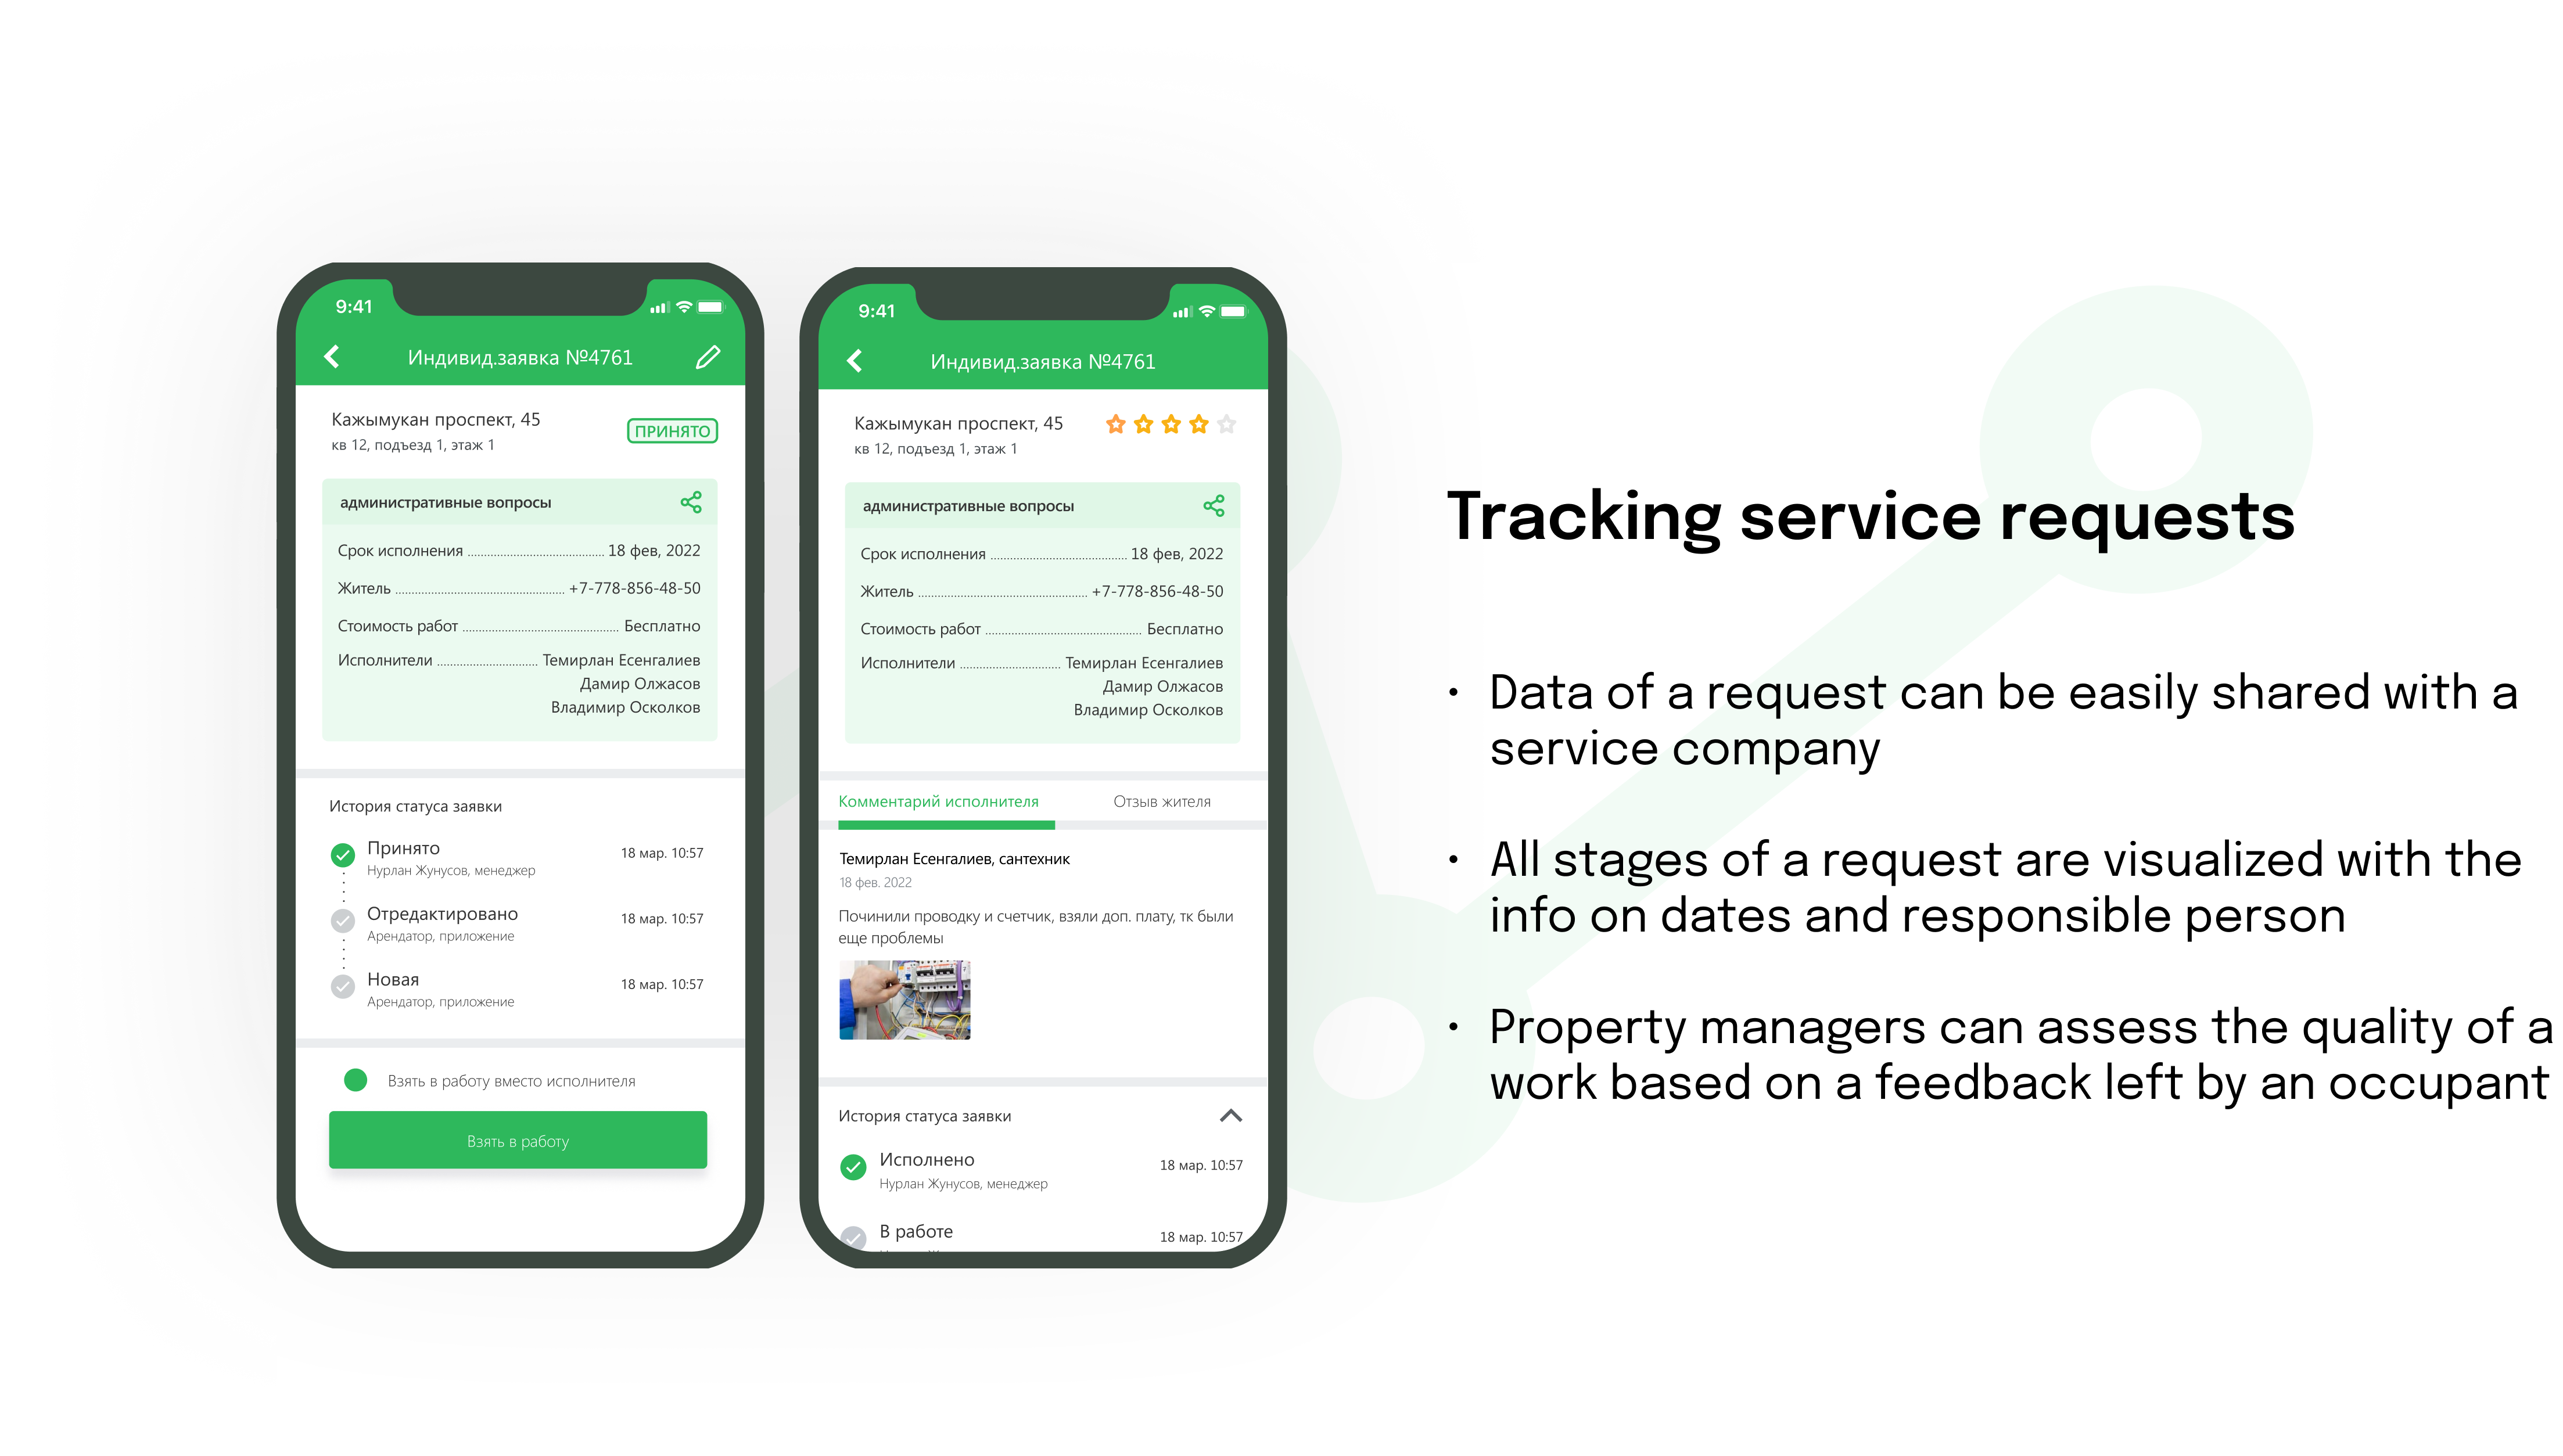 9:41
Индивид.заявка №4761
Кажымукан проспект, 45
кв 12, подъезд 1, этаж 1
ПРИНЯТО
административные вопросы
Срок исполнения 18 фев, 2022
Житель +7-778-856-48-50
Стоимость работ Бесплатно
Исполнители Темирлан Есенгалиев
Дамир Олжасов
Владимир Осколков
История статуса заявки
Принято 18 мар. 10:57
Нурлан Жунусов, менеджер
Отредактировано 18 мар. 10:57
Арендатор, приложение
Новая 18 мар. 10:57
Арендатор, приложение
Взять в работу вместо исполнителя
Взять в работу
9:41
Индивид.заявка №4761
Кажымукан проспект, 45
кв 12, подъезд 1, этаж 1
административные вопросы
Срок исполнения 18 фев, 2022
Житель +7-778-856-48-50
Стоимость работ Бесплатно
Исполнители Темирлан Есенгалиев
Дамир Олжасов
Владимир Осколков
Комментарий исполнителя Отзыв жителя
Темирлан Есенгалиев, сантехник
18 фев. 2022
Починили проводку и счетчик, взяли доп. плату, тк были
еще проблемы
История статуса заявки
Исполнено 18 мар. 10:57
Нурлан Жунусов, менеджер
В работе 18 мар. 10:57
Tracking service requests
• Data of a request can be easily shared with a
service company
• All stages of a request are visualized with the
info on dates and responsible person
• Property managers can assess the quality of a
work based on a feedback left by an occupant